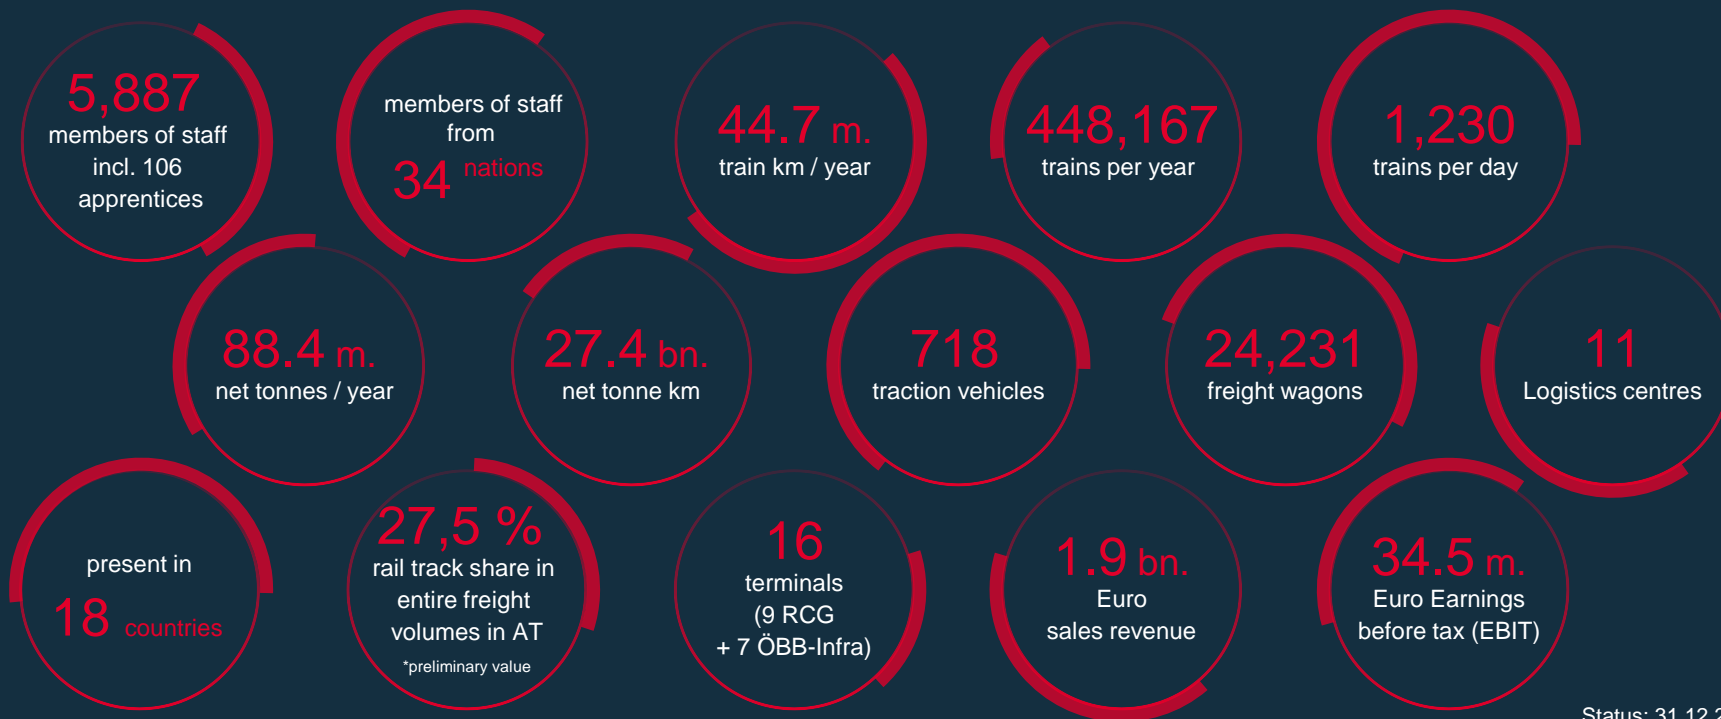 5,887
members of staff
incl. 106
apprentices
members of staff
from
34 nations
44.7 m.
train km / year
448,167
trains per year
1,230
trains per day
88.4 m.
net tonnes / year
27.4 bn.
net tonne km
718
traction vehicles
24,231
freight wagons
11
Logistics centres
present in
18 countries
27,5 %
rail track share in
entire freight
volumes in AT
*preliminary value
16
terminals
(9 RCG
+ 7 ÖBB-Infra)
1.9 bn.
Euro
sales revenue
34.5 m.
Euro Earnings
before tax (EBIT)
Status: 31.12.2